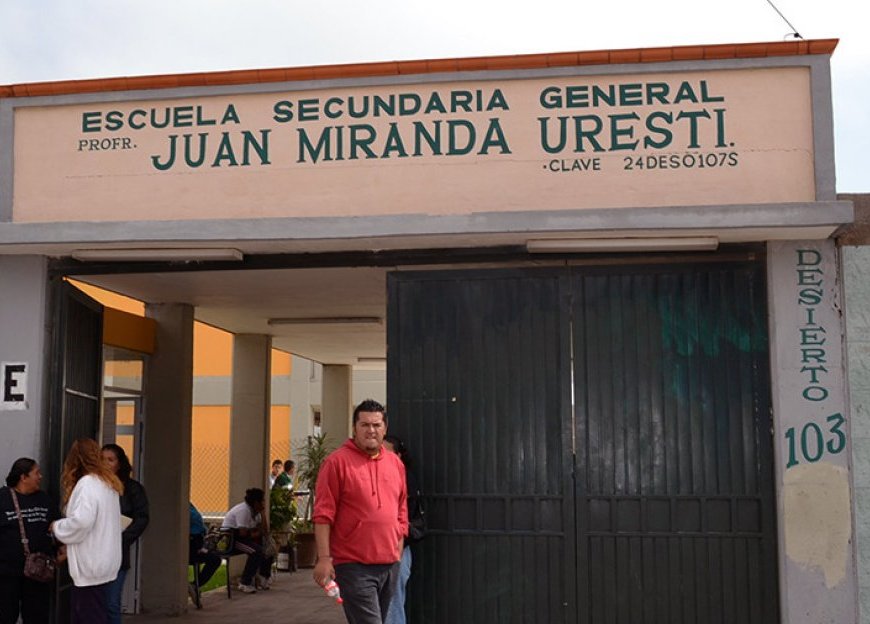 ESCUELA SECUNDARIA GENERAL
PROFR. JUAN MIRANDA URESTI.
·CLAVE 24DES0107S
DESIERTO
103
E